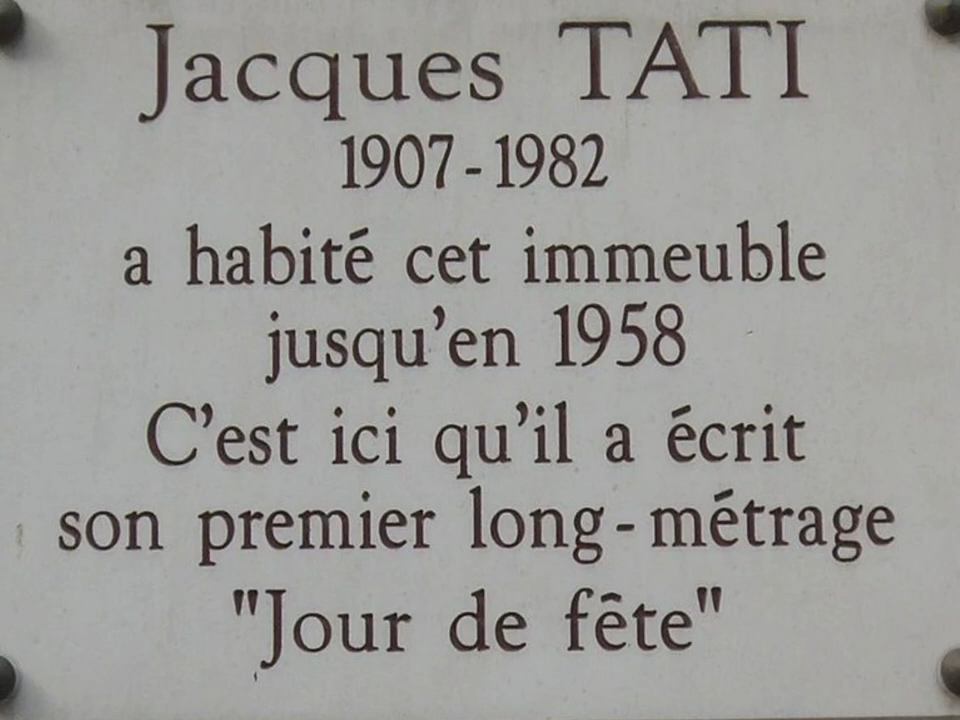 Jacques TATI
1907-1982
a habité cet immeuble
jusqu'en 1958
C'est ici qu'il a écrit
son premier long-métrage
"Jour de fête"